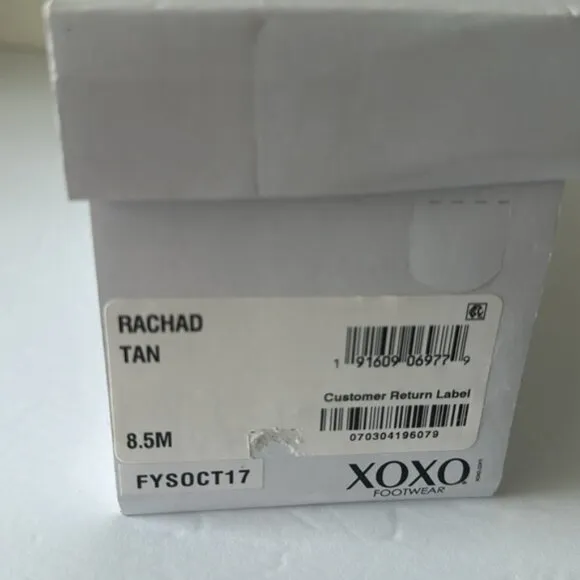 RACHAD
TAN
1 91609 06977 9
Customer Return Label
070304196079
8.5M
FYSOCT17
XOXO
FOOTWEAR